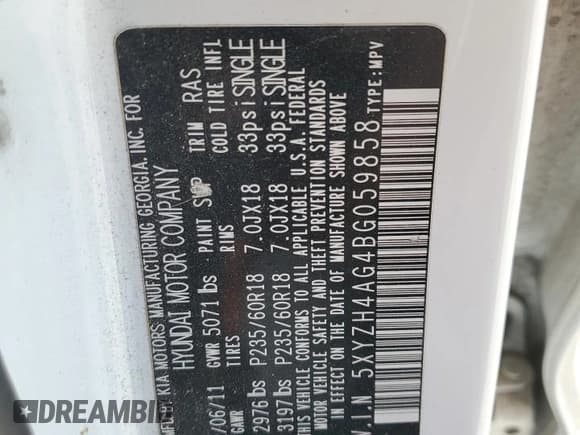 MFD BY KIA MOTORS MANUFACTURING GEORGIA, INC. FOR
HYUNDAI MOTOR COMPANY
/06/11 GVWR 5071 lbs PAINT SWP TRIM RAS
GAWR TIRES RIMS COLD TIRE INFL
2976 lbs P235/60R18 7.0JX18 33psi SINGLE
3197 lbs P235/60R18 7.0JX18 33psi SINGLE
THIS VEHICLE CONFORMS TO ALL APPLICABLE U.S.A. FEDERAL
MOTOR VEHICLE SAFETY AND THEFT PREVENTION STANDARDS
IN EFFECT ON THE DATE OF MANUFACTURE SHOWN ABOVE
V.I.N 5XYZH4AG4BG059858 TYPE:MPV
DREAMBI